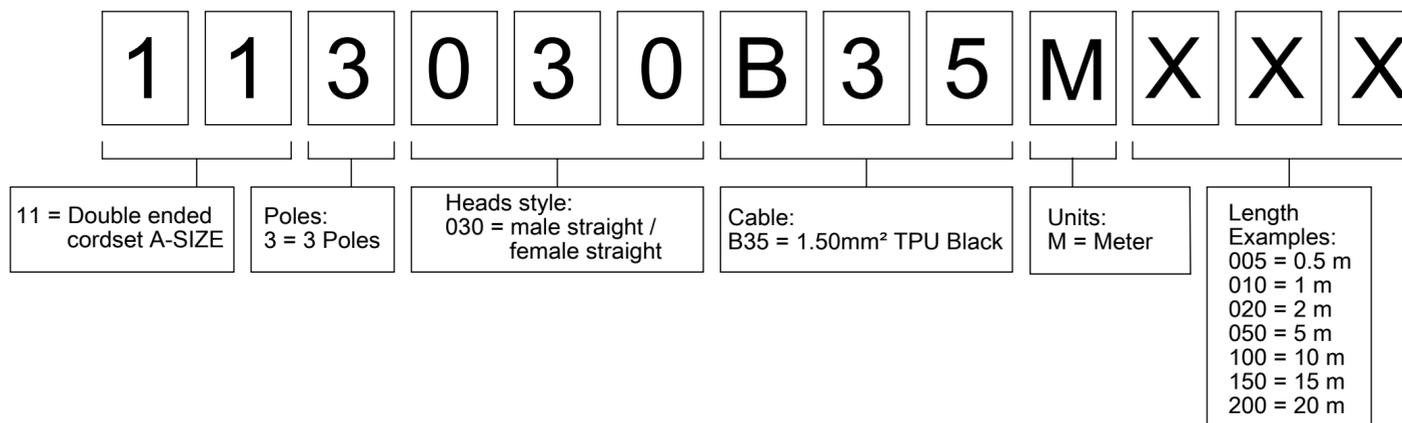 1 1 3 0 3 0 B 3 5 M X X X
11 = Double ended
cordset A-SIZE
Poles:
3 = 3 Poles
Heads style:
030 = male straight /
female straight
Cable:
B35 = 1.50mm² TPU Black
Units:
M = Meter
Length
Examples:
005 = 0.5 m
010 = 1 m
020 = 2 m
050 = 5 m
100 = 10 m
150 = 15 m
200 = 20 m